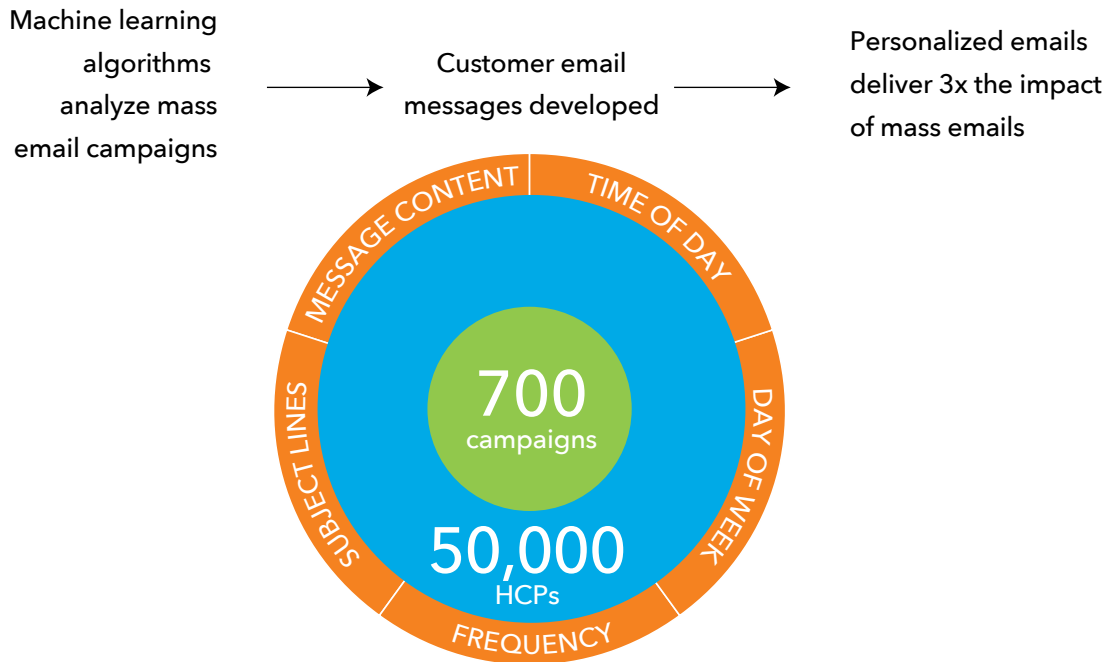 Machine learning
algorithms
analyze mass
email campaigns
Customer email
messages developed
Personalized emails
deliver 3x the impact
of mass emails
MESSAGE CONTENT
TIME OF DAY
DAY OF WEEK
FREQUENCY
SUBJECT LINES
700
campaigns
50,000
HCPs